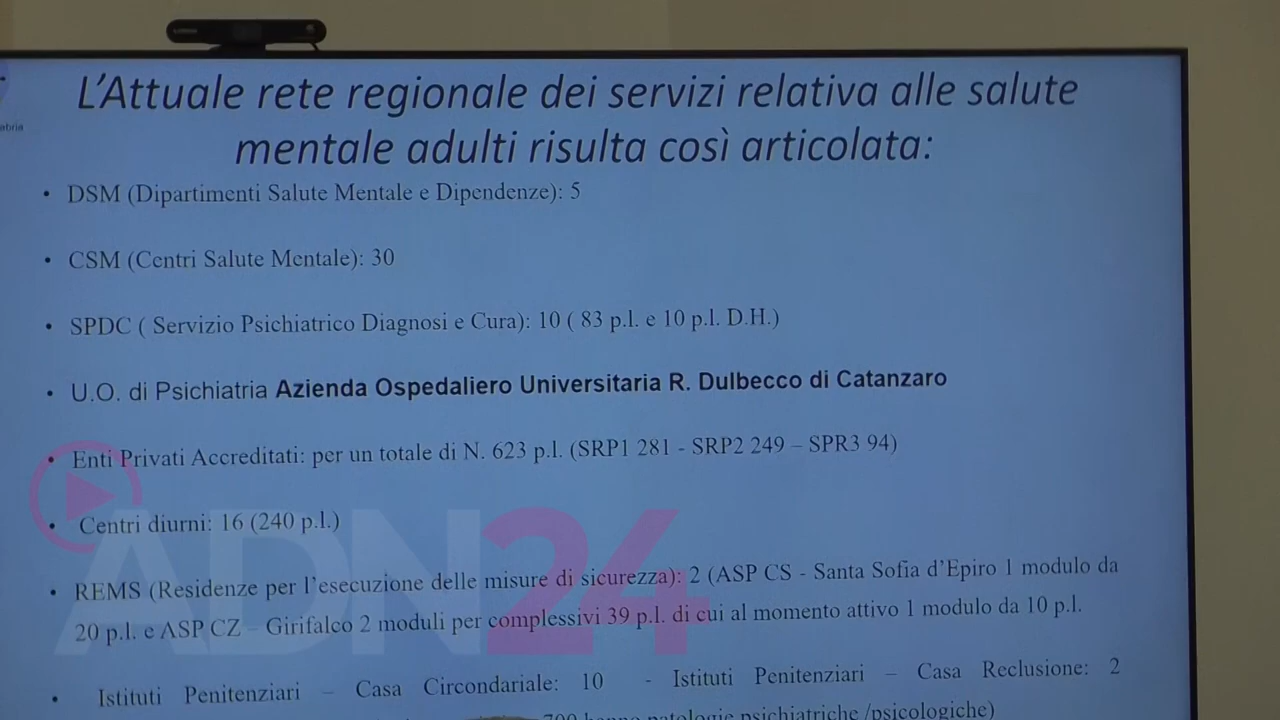 L'Attuale rete regionale dei servizi relativa alle salute
mentale adulti risulta così articolata:
• DSM (Dipartimenti Salute Mentale e Dipendenze): 5
• CSM (Centri Salute Mentale): 30
• SPDC ( Servizio Psichiatrico Diagnosi e Cura): 10 ( 83 p.l. e 10 p.l. D.H.)
• U.O. di Psichiatria Azienda Ospedaliero Universitaria R. Dulbecco di Catanzaro
• Enti Privati Accreditati: per un totale di N. 623 p.l. (SRP1 281 - SRP2 249 – SPR3 94)
• Centri diurni: 16 (240 p.l.)
• REMS (Residenze per l'esecuzione delle misure di sicurezza): 2 (ASP CS - Santa Sofia d'Epiro 1 modulo da
20 p.l. e ASP CZ – Girifalco 2 moduli per complessivi 39 p.l. di cui al momento attivo 1 modulo da 10 p.l.
• Istituti Penitenziari – Casa Circondariale: 10 - Istituti Penitenziari – Casa Reclusione: 2
patologie psichiatriche /psicologiche)
ADN24